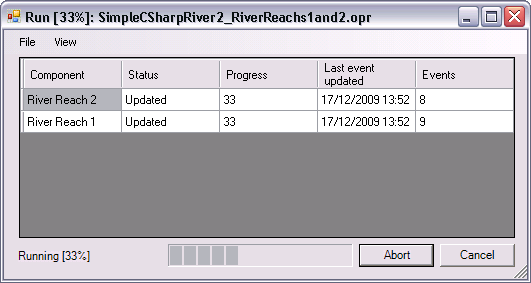 Run [33%]: SimpleCSharpRiver2_RiverReachs1and2.opr
File View
Component Status Progress Last event updated Events
River Reach 2 Updated 33 17/12/2009 13:52 8
River Reach 1 Updated 33 17/12/2009 13:52 9
Running [33%] Abort Cancel